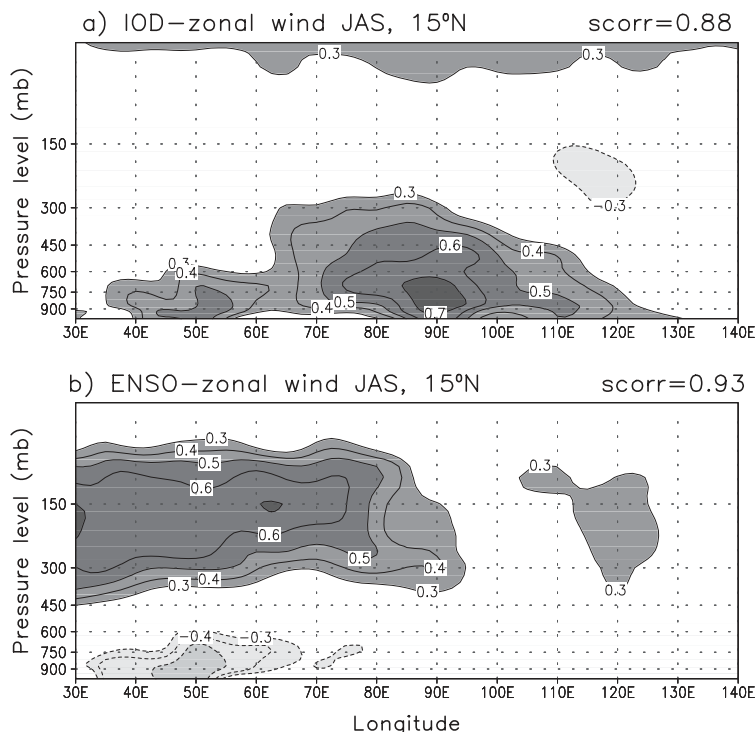 a) IOD−zonal wind JAS, 15ºN scorr=0.88
Pressure level (mb)
0.3 0.3
150
−0.3
300 0.3
450 0.6 0.4
600 0.3 0.4
750 0.5
900 0.4 0.5 0.7
30E 40E 50E 60E 70E 80E 90E 100E 110E 120E 130E 140E
b) ENSO−zonal wind JAS, 15ºN scorr=0.93
Pressure level (mb)
0.3
0.4
0.5 0.3
0.6
150
0.6
0.5
300 0.4
0.3 0.4 0.3 0.3
450
600 −0.4 −0.3
750
900
30E 40E 50E 60E 70E 80E 90E 100E 110E 120E 130E 140E
Longitude